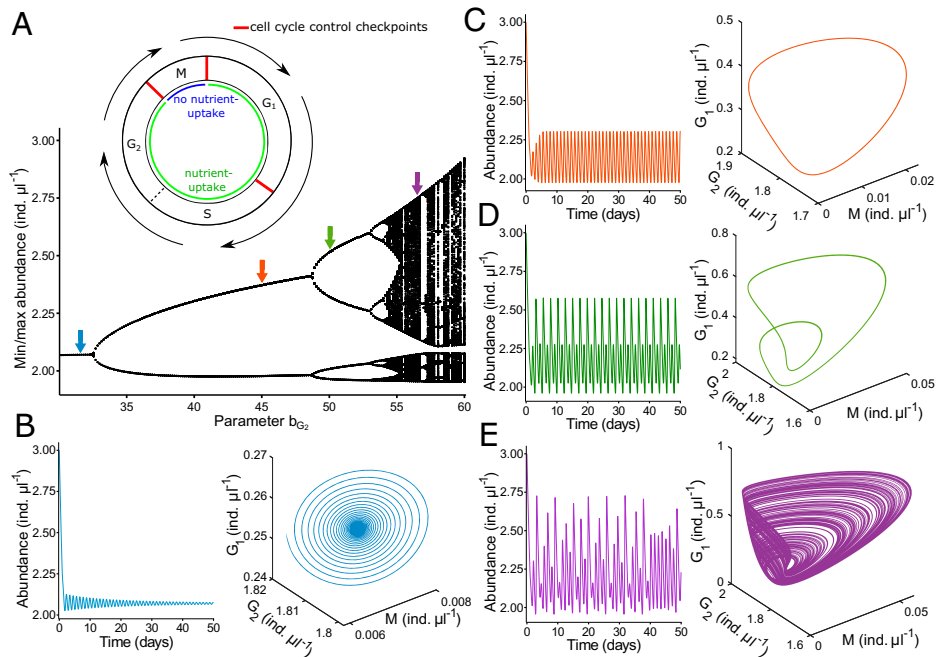 A
cell cycle control checkpoints
M
G1
G2
S
no nutrient-
uptake
nutrient-
uptake
Min/max abundance (ind. µl⁻¹)
3.00
2.75
2.50
2.25
2.00
35
40
45
50
55
60
Parameter bG2
B
Abundance (ind. µl⁻¹)
3.00
2.75
2.50
2.25
2.00
0
10
20
30
40
50
Time (days)
G1 (ind. µl⁻¹)
0.27
0.26
0.25
0.24
1.82
1.81
1.8
G2 (ind. µl⁻¹)
0.006
0.008
M (ind. µl⁻¹)
C
Abundance (ind. µl⁻¹)
3.00
2.50
2.25
2.00
0
10
20
30
40
50
Time (days)
G1 (ind. µl⁻¹)
0.5
0.4
0.3
0.2
1.9
1.8
1.7
G2 (ind. µl⁻¹)
0
0.01
0.02
M (ind. µl⁻¹)
D
Abundance (ind. µl⁻¹)
3.00
2.75
2.50
2.25
2.00
0
10
20
30
40
50
Time (days)
G1 (ind. µl⁻¹)
0.8
0.6
0.4
0.2
2
1.8
1.6
G2 (ind. µl⁻¹)
0
0.05
M (ind. µl⁻¹)
E
Abundance (ind. µl⁻¹)
3.00
2.75
2.50
2.25
2.00
0
10
20
30
40
50
Time (days)
G1 (ind. µl⁻¹)
1
0.5
0
2
1.8
1.6
G2 (ind. µl⁻¹)
0
0.05
M (ind. µl⁻¹)